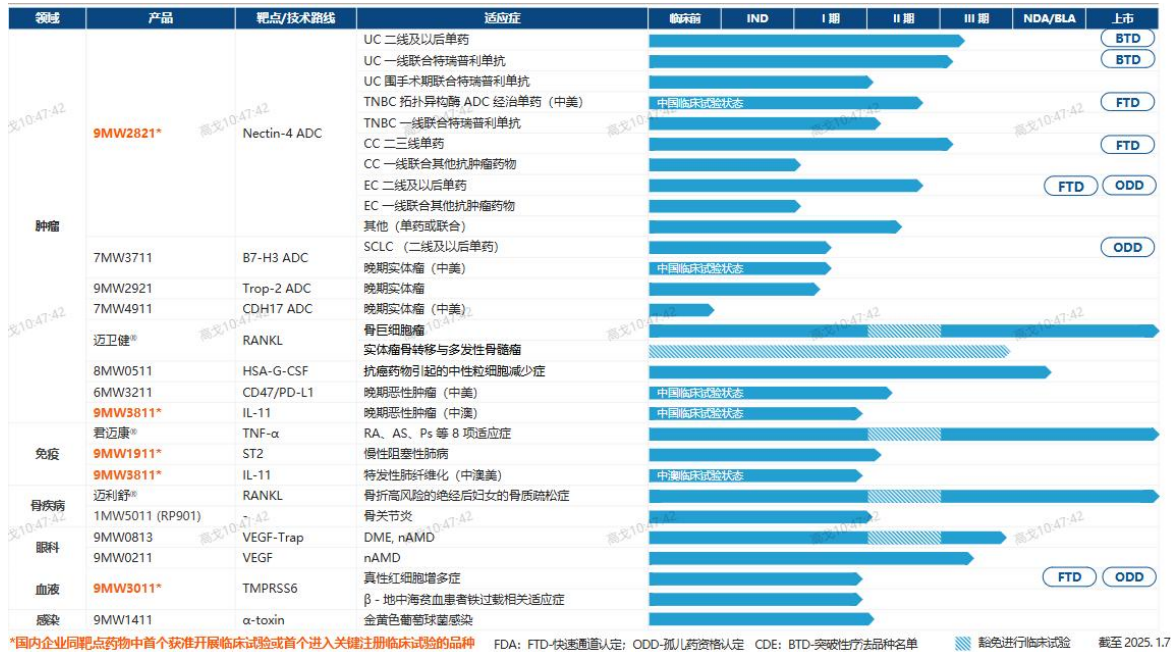 领域 产品 靶点/技术路线 适应症 临床前 IND I 期 II 期 III 期 NDA/BLA 上市
UC 二线及以后单药 BTD
UC 一线联合特瑞普利单抗 BTD
UC 围手术期联合特瑞普利单抗
TNBC 拓扑异构酶 ADC 经治单药（中美） 中国临床试验状态 FTD
9MW2821* Nectin-4 ADC TNBC 一线联合特瑞普利单抗
CC 二三线单药 FTD
CC 一线联合其他抗肿瘤药物
EC 二线及以后单药 FTD ODD
EC 一线联合其他抗肿瘤药物
肿瘤 其他（单药或联合）
7MW3711 B7-H3 ADC SCLC （二线及以后单药） ODD
晚期实体瘤（中美） 中国临床试验状态
9MW2921 Trop-2 ADC 晚期实体瘤
7MW4911 CDH17 ADC 晚期实体瘤（中美）
迈卫健® RANKL 骨巨细胞瘤
实体瘤骨转移与多发性骨髓瘤
8MW0511 HSA-G-CSF 抗癌药物引起的中性粒细胞减少症
6MW3211 CD47/PD-L1 晚期恶性肿瘤（中美） 中国临床试验状态
9MW3811* IL-11 晚期恶性肿瘤（中澳） 中国临床试验状态
君迈康® TNF-α RA、AS、Ps 等 8 项适应症
免疫 9MW1911* ST2 慢性阻塞性肺病
9MW3811* IL-11 特发性肺纤维化（中澳美） 中澳临床试验状态
骨疾病 迈利舒® RANKL 骨折高风险的绝经后妇女的骨质疏松症
1MW5011 (RP901) - 骨关节炎
眼科 9MW0813 VEGF-Trap DME, nAMD
9MW0211 VEGF nAMD
血液 9MW3011* TMPRSS6 真性红细胞增多症 FTD ODD
β - 地中海贫血患者铁过载相关适应症
感染 9MW1411 α-toxin 金黄色葡萄球菌感染
*国内企业同靶点药物中首个获准开展临床试验或首个进入关键注册临床试验的品种 FDA：FTD-快速通道认定；ODD-孤儿药资格认定 CDE：BTD-突破性疗法品种名单 豁免进行临床试验 截至 2025.1.7
高戈10:47:42